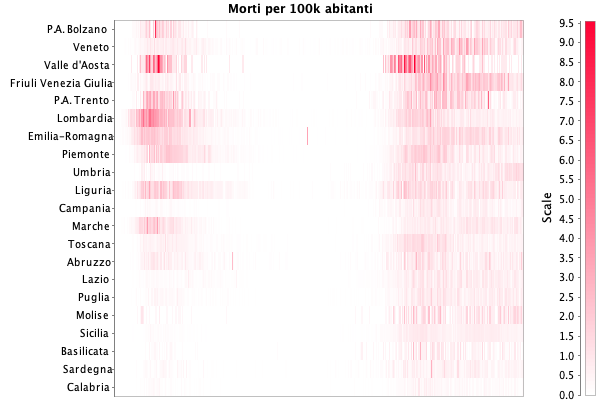 Morti per 100k abitanti
P.A. Bolzano
Veneto
Valle d'Aosta
Friuli Venezia Giulia
P.A. Trento
Lombardia
Emilia-Romagna
Piemonte
Umbria
Liguria
Campania
Marche
Toscana
Abruzzo
Lazio
Puglia
Molise
Sicilia
Basilicata
Sardegna
Calabria
Scale
9.5
9.0
8.5
8.0
7.5
7.0
6.5
6.0
5.5
5.0
4.5
4.0
3.5
3.0
2.5
2.0
1.5
1.0
0.5
0.0